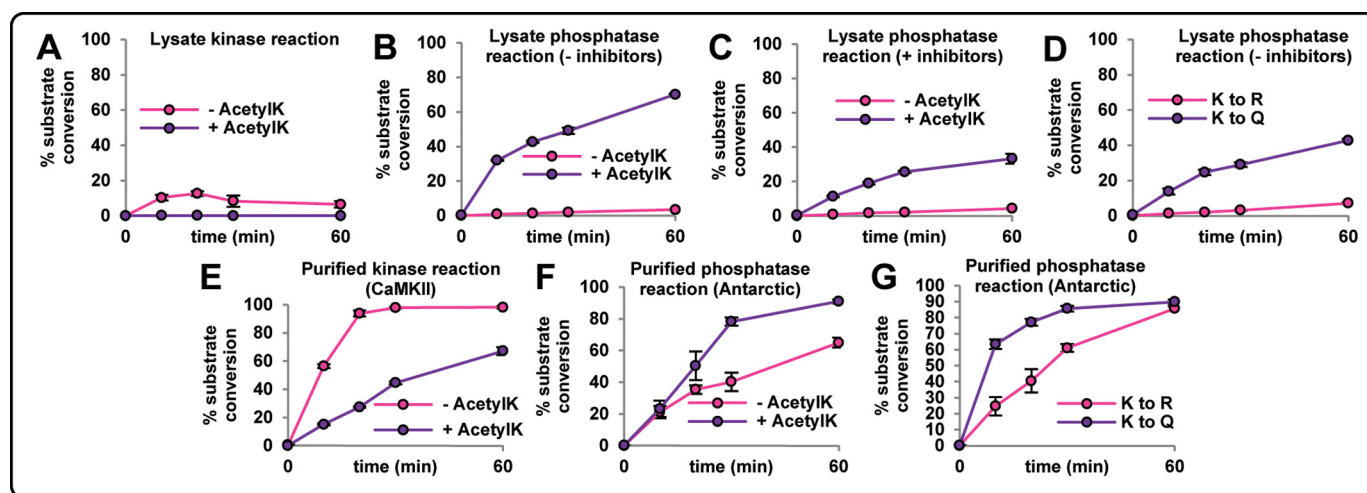 A
Lysate kinase reaction
% substrate
conversion
100
80
60
40
20
0
- AcetylK
+ AcetylK
0
time (min)
60
B
Lysate phosphatase
reaction (- inhibitors)
% substrate
coversion
100
80
60
40
20
0
- AcetylK
+ AcetylK
0
time (min)
60
C
Lysate phosphatase
reaction (+ inhibitors)
% substrate
conversion
100
80
60
40
20
0
- AcetylK
+ AcetylK
0
time (min)
60
D
Lysate phosphatase
reaction (- inhibitors)
% substrate
conversion
100
80
60
40
20
0
K to R
K to Q
0
time (min)
60
E
Purified kinase reaction
(CaMKII)
% substrate
conversion
100
80
60
40
20
0
- AcetylK
+ AcetylK
0
time (min)
60
F
Purified phosphatase
reaction (Antarctic)
% substrate
conversion
100
80
60
40
20
0
- AcetylK
+ AcetylK
0
time (min)
60
G
Purified phosphatase
reaction (Antarctic)
% substrate
conversion
100
90
80
70
60
50
40
30
20
10
0
K to R
K to Q
0
time (min)
60